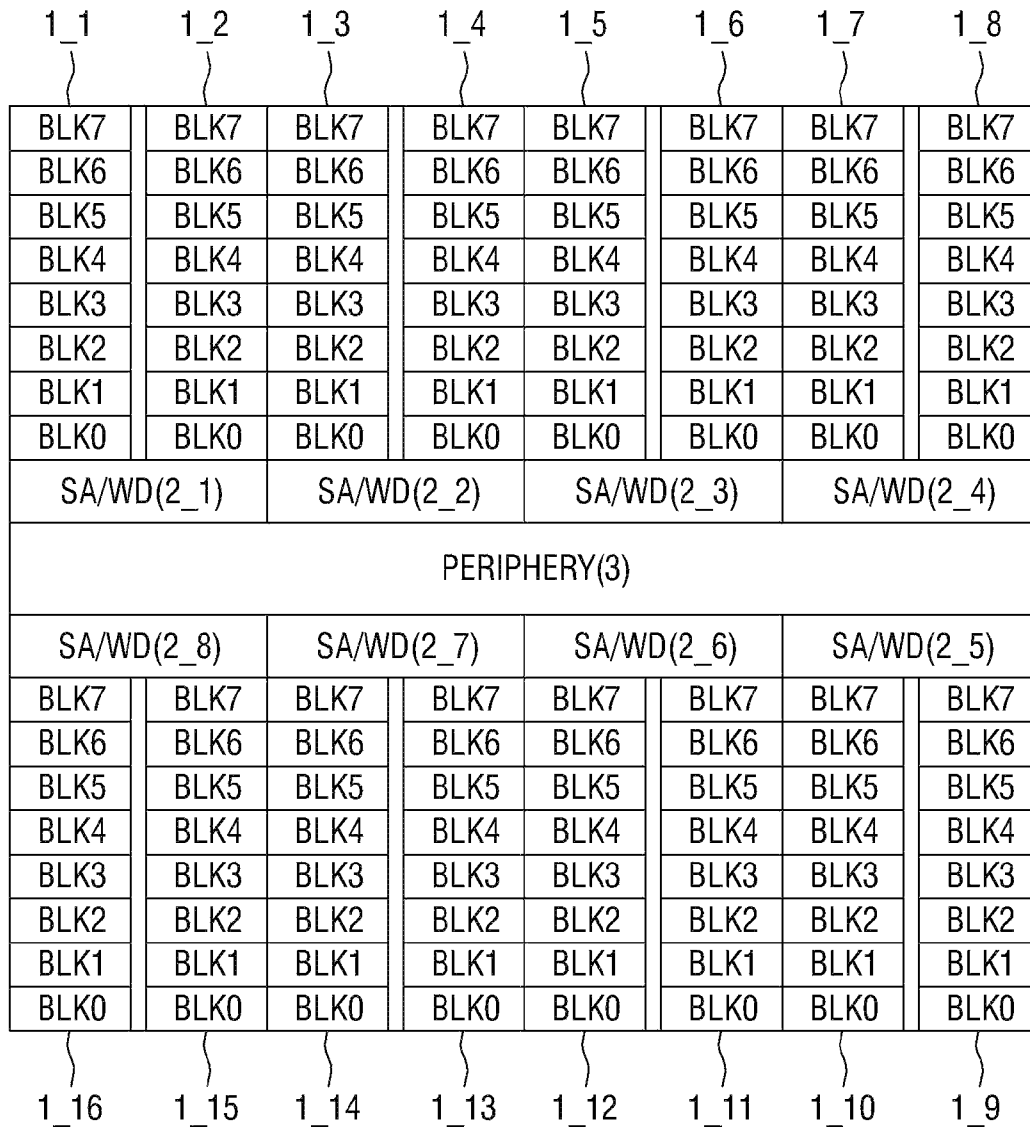 1_1 1_2 1_3 1_4 1_5 1_6 1_7 1_8
BLK7 BLK7 BLK7 BLK7 BLK7 BLK7 BLK7 BLK7
BLK6 BLK6 BLK6 BLK6 BLK6 BLK6 BLK6 BLK6
BLK5 BLK5 BLK5 BLK5 BLK5 BLK5 BLK5 BLK5
BLK4 BLK4 BLK4 BLK4 BLK4 BLK4 BLK4 BLK4
BLK3 BLK3 BLK3 BLK3 BLK3 BLK3 BLK3 BLK3
BLK2 BLK2 BLK2 BLK2 BLK2 BLK2 BLK2 BLK2
BLK1 BLK1 BLK1 BLK1 BLK1 BLK1 BLK1 BLK1
BLK0 BLK0 BLK0 BLK0 BLK0 BLK0 BLK0 BLK0
SA/WD(2_1) SA/WD(2_2) SA/WD(2_3) SA/WD(2_4)
PERIPHERY(3)
SA/WD(2_8) SA/WD(2_7) SA/WD(2_6) SA/WD(2_5)
BLK7 BLK7 BLK7 BLK7 BLK7 BLK7 BLK7 BLK7
BLK6 BLK6 BLK6 BLK6 BLK6 BLK6 BLK6 BLK6
BLK5 BLK5 BLK5 BLK5 BLK5 BLK5 BLK5 BLK5
BLK4 BLK4 BLK4 BLK4 BLK4 BLK4 BLK4 BLK4
BLK3 BLK3 BLK3 BLK3 BLK3 BLK3 BLK3 BLK3
BLK2 BLK2 BLK2 BLK2 BLK2 BLK2 BLK2 BLK2
BLK1 BLK1 BLK1 BLK1 BLK1 BLK1 BLK1 BLK1
BLK0 BLK0 BLK0 BLK0 BLK0 BLK0 BLK0 BLK0
1_16 1_15 1_14 1_13 1_12 1_11 1_10 1_9